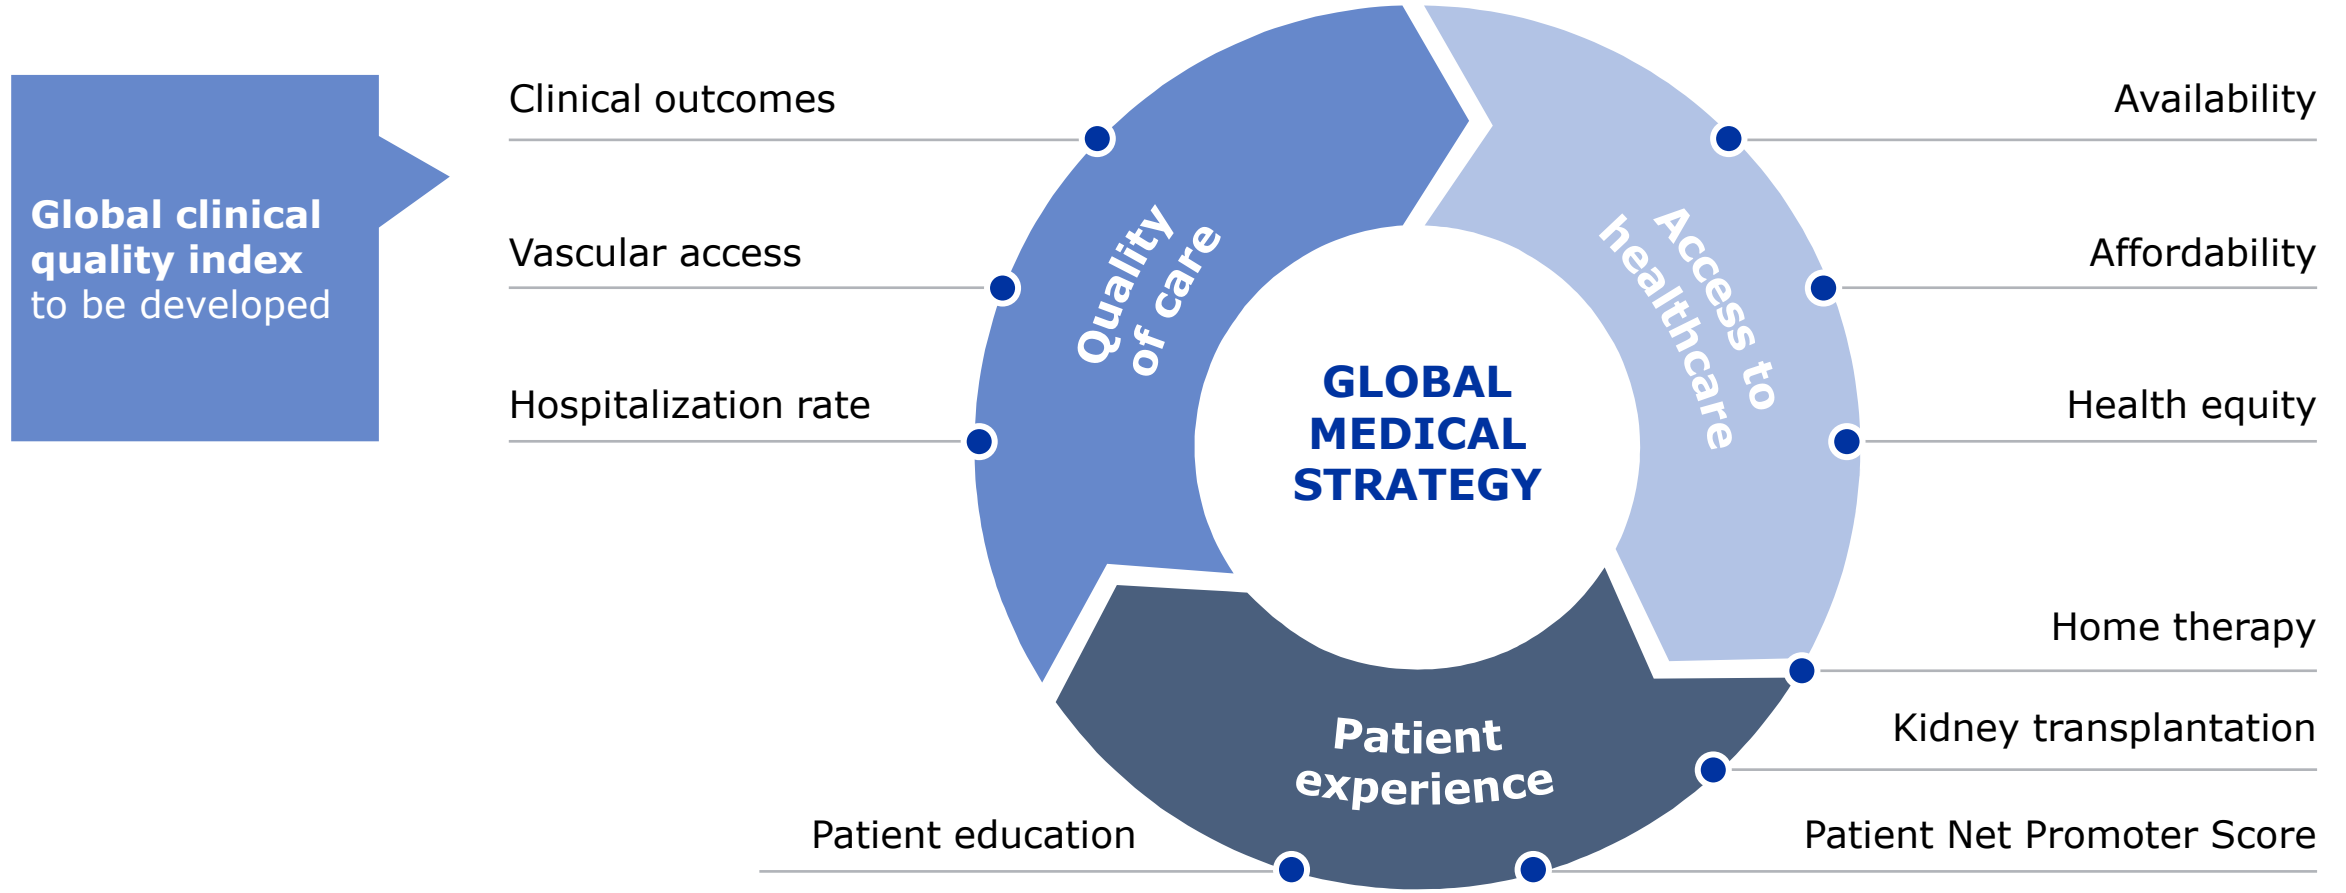 Global clinical
quality index
to be developed
Clinical outcomes
Vascular access
Hospitalization rate
Quality
of care
Access to
healthcare
GLOBAL
MEDICAL
STRATEGY
Patient
experience
Availability
Affordability
Health equity
Home therapy
Kidney transplantation
Patient Net Promoter Score
Patient education